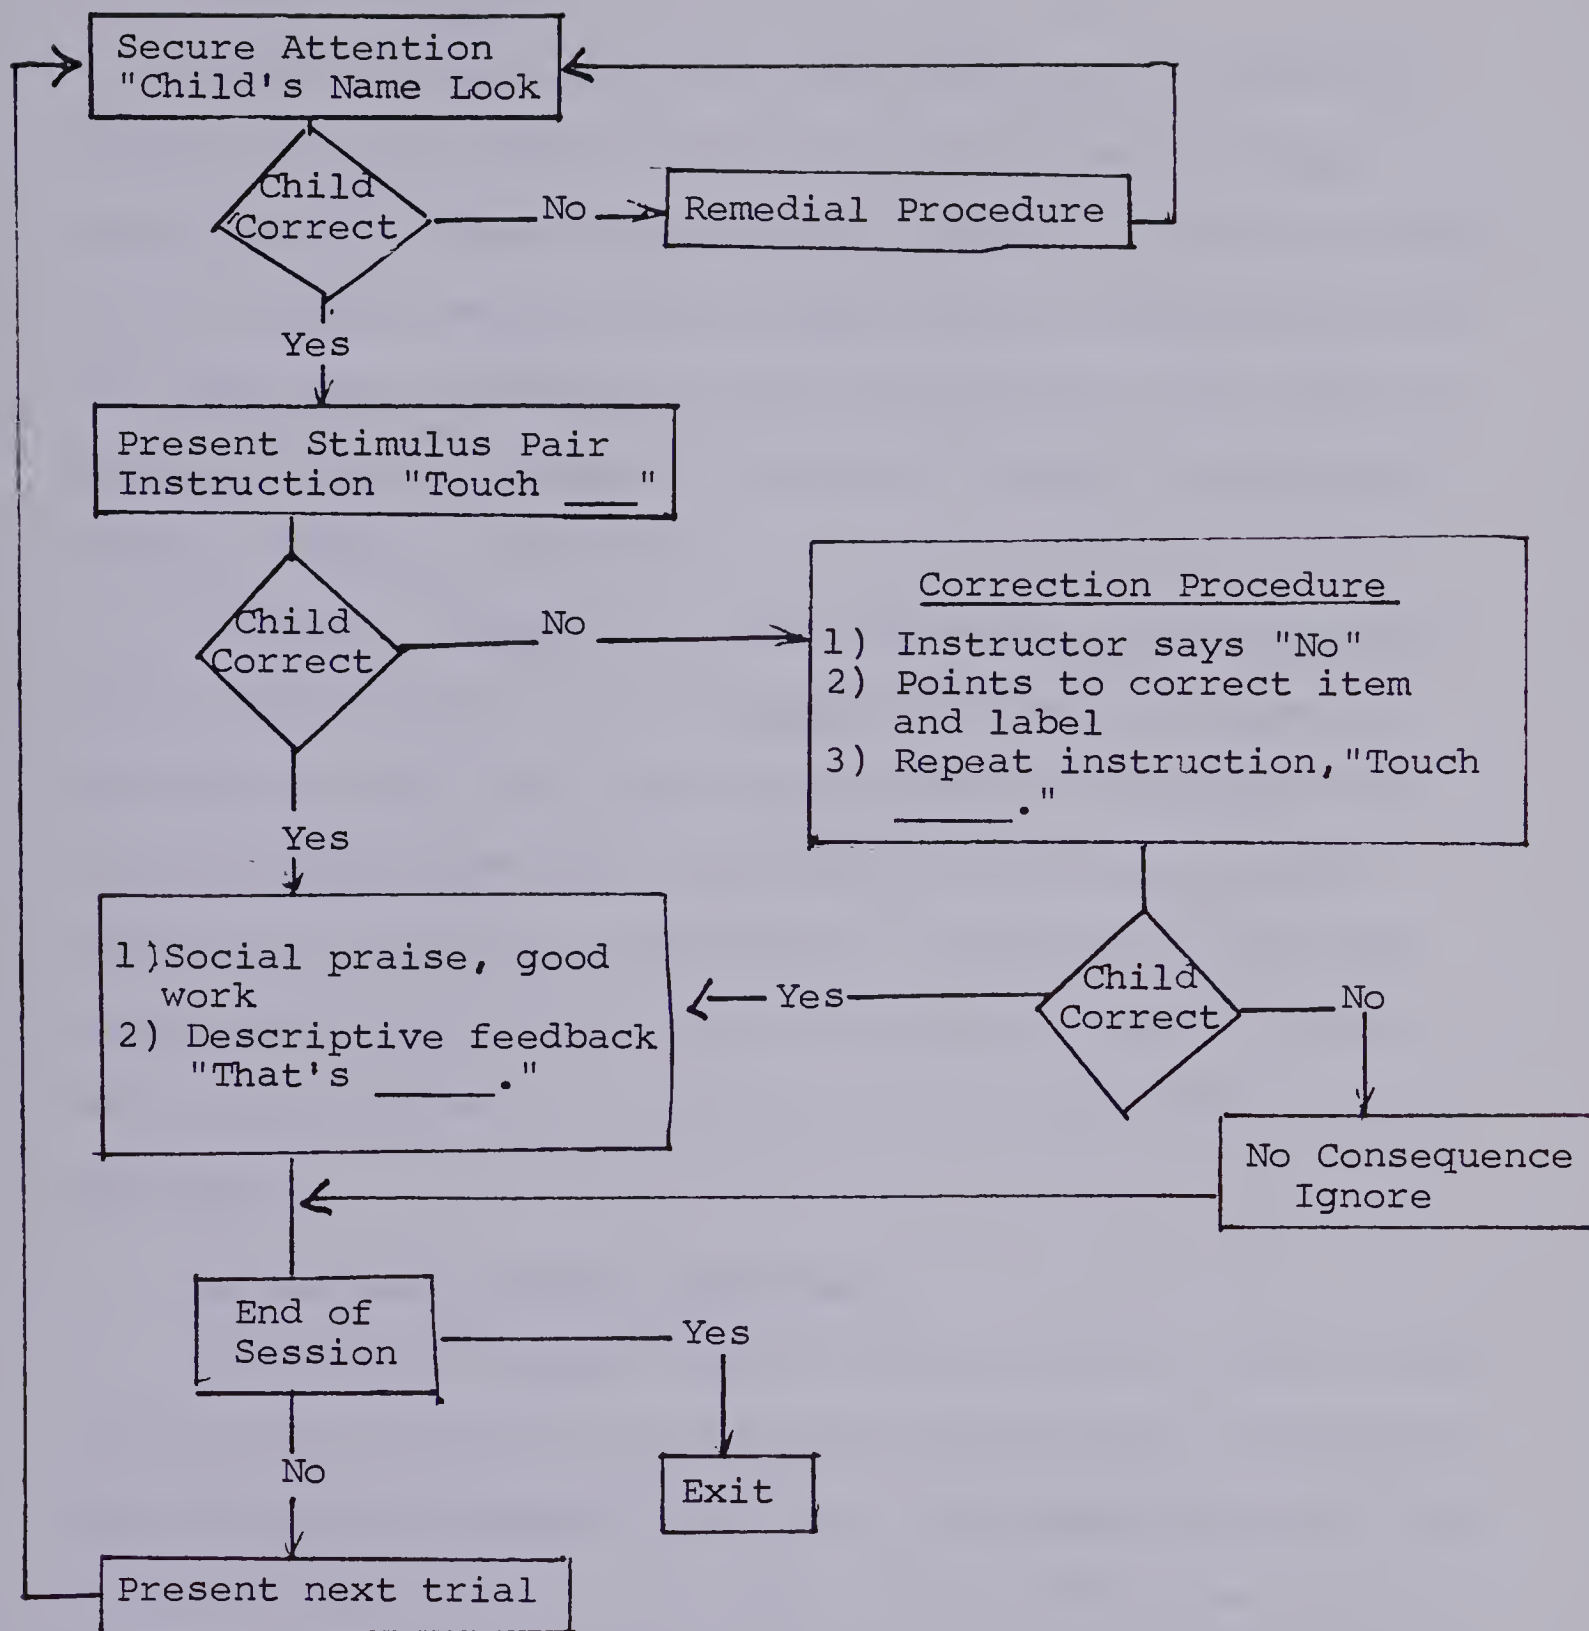 Secure Attention
"Child's Name Look
Child
Correct
No
Remedial Procedure
Yes
Present Stimulus Pair
Instruction "Touch ____"
Child
Correct
No
Correction Procedure
1) Instructor says "No"
2) Points to correct item
and label
3) Repeat instruction,"Touch
______."
Yes
1)Social praise, good
work
2) Descriptive feedback
"That's ______."
Yes
Child
Correct
No
No Consequence
Ignore
End of
Session
Yes
No
Exit
Present next trial